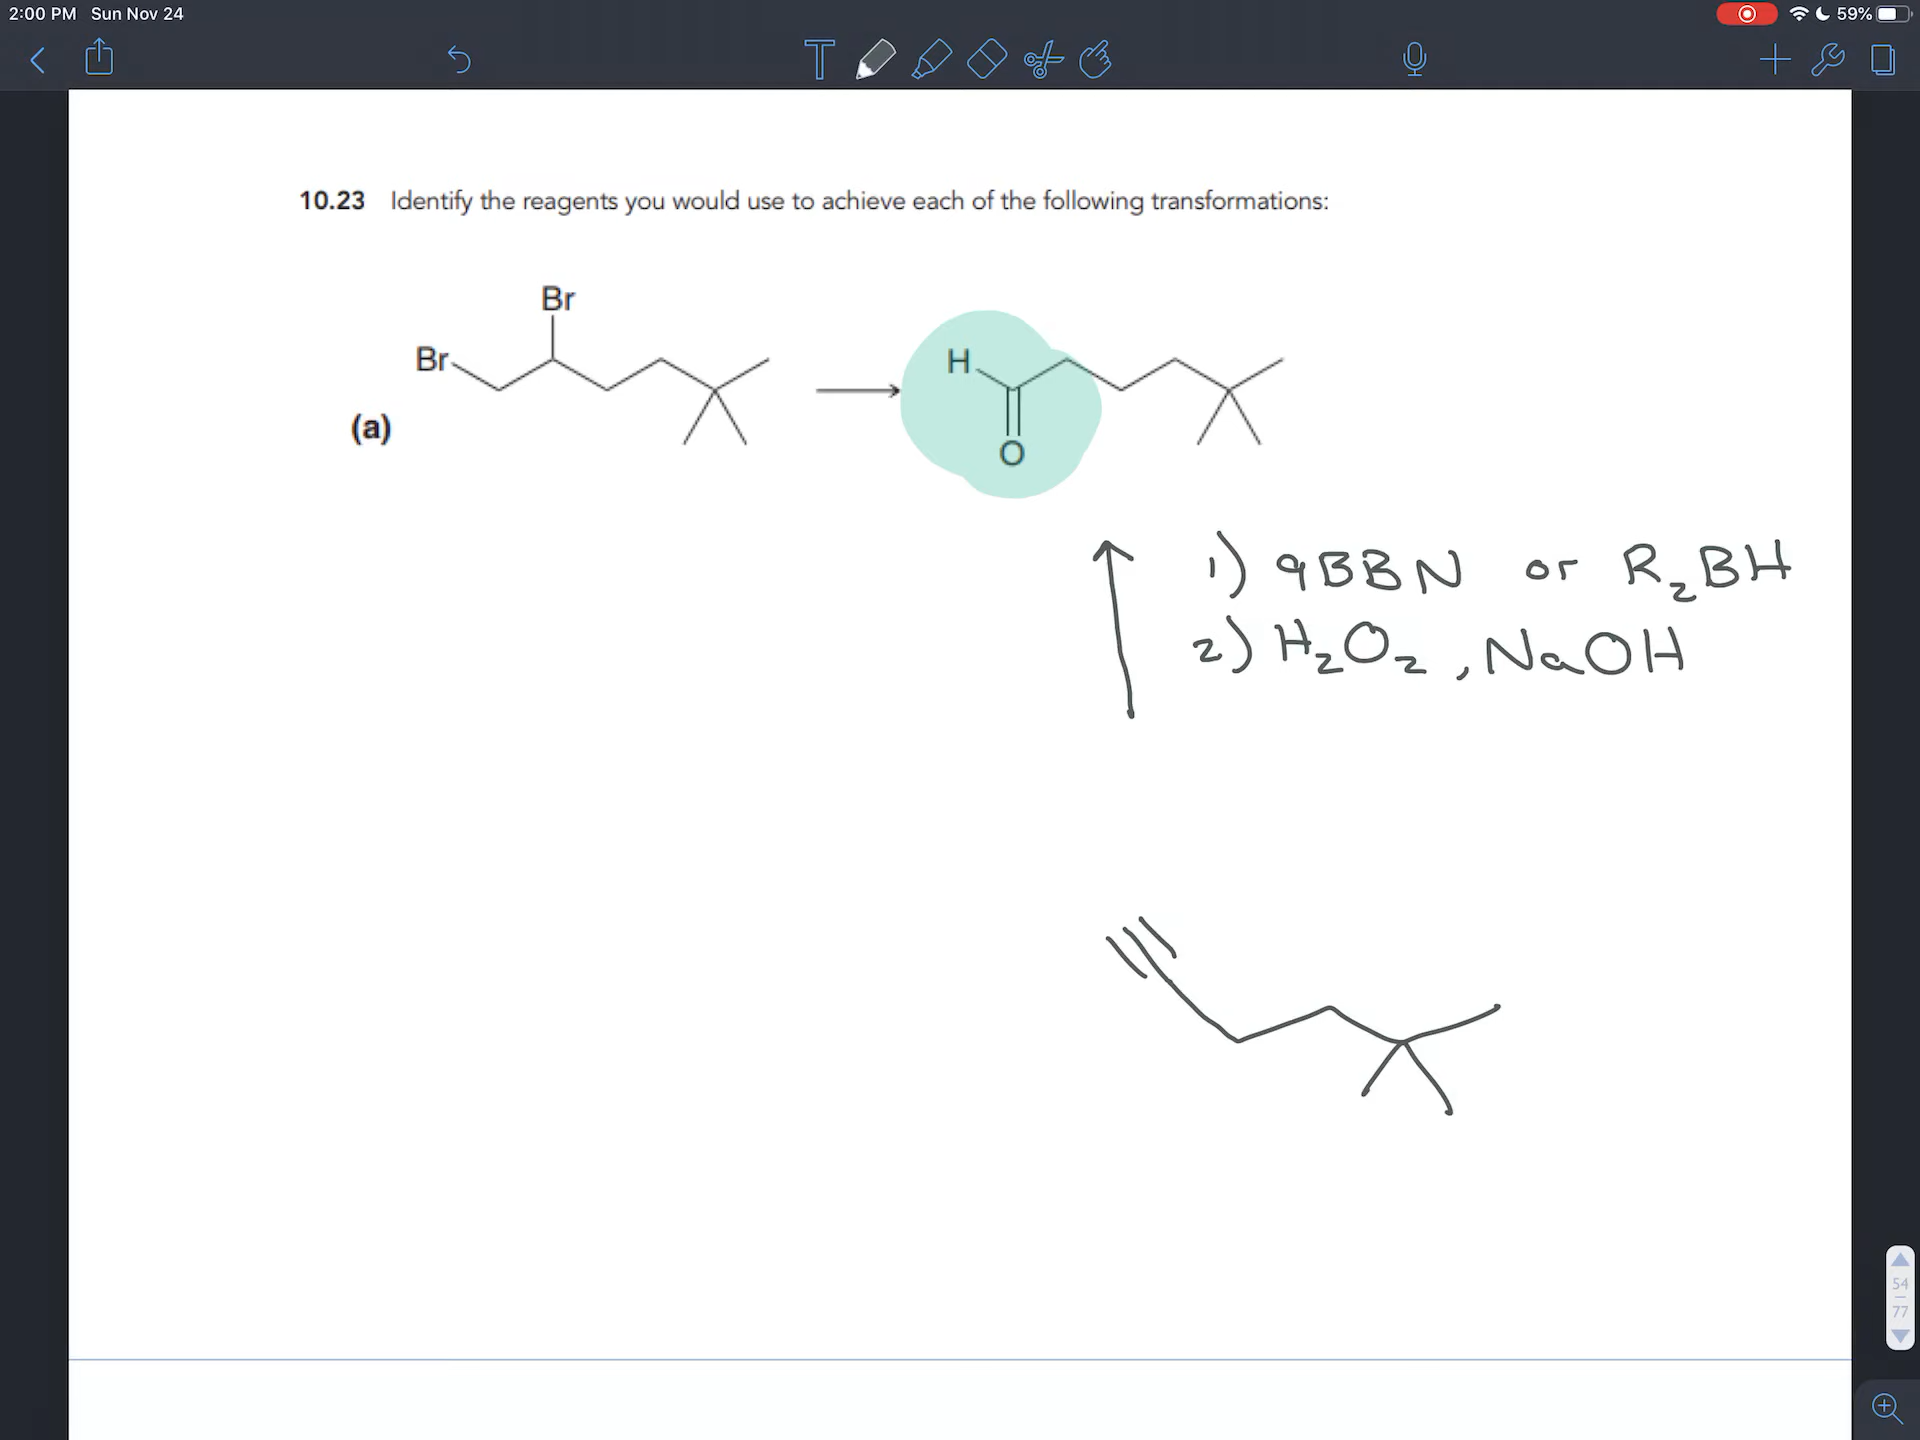 2:00 PM Sun Nov 24
59%
10.23 Identify the reagents you would use to achieve each of the following transformations:
Br
Br
H
(a)
O
1) 9BBN or R₂BH
2) H₂O₂, NaOH
54
77